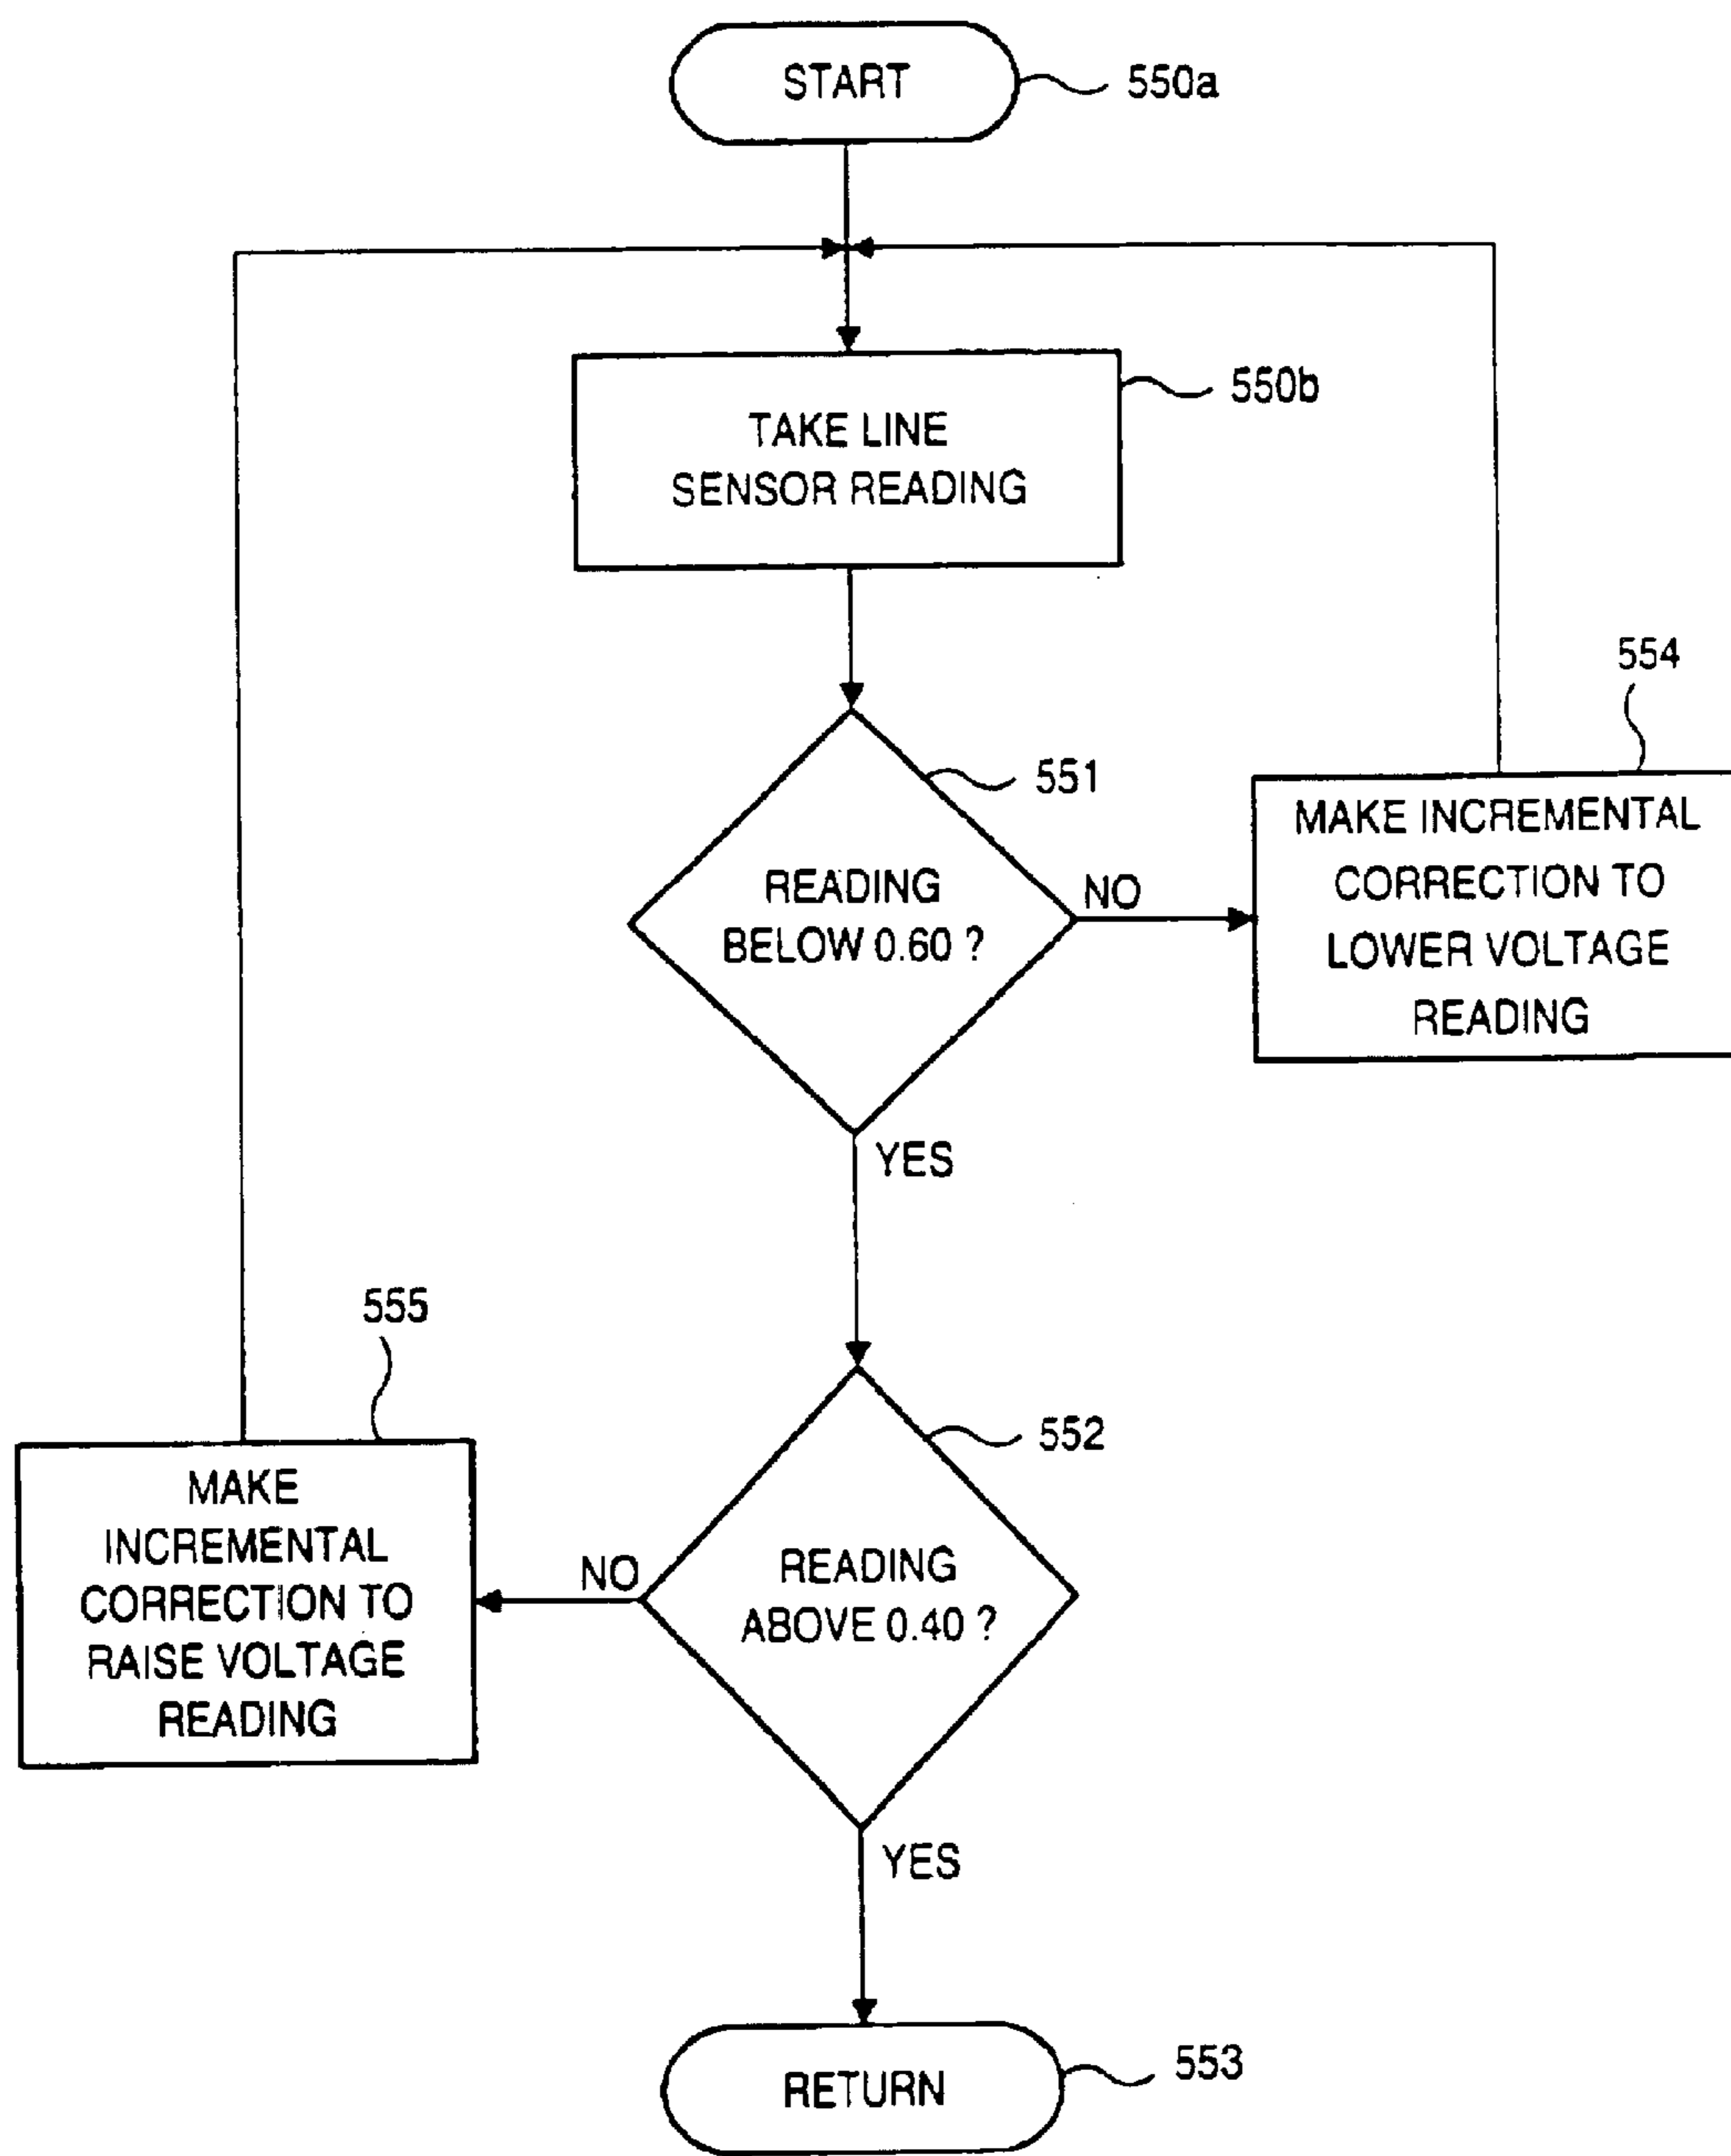 START
550a
TAKE LINE
SENSOR READING
550b
551
READING
BELOW 0.60 ?
NO
554
MAKE INCREMENTAL
CORRECTION TO
LOWER VOLTAGE
READING
YES
555
MAKE
INCREMENTAL
CORRECTION TO
RAISE VOLTAGE
READING
NO
552
READING
ABOVE 0.40 ?
YES
RETURN
553